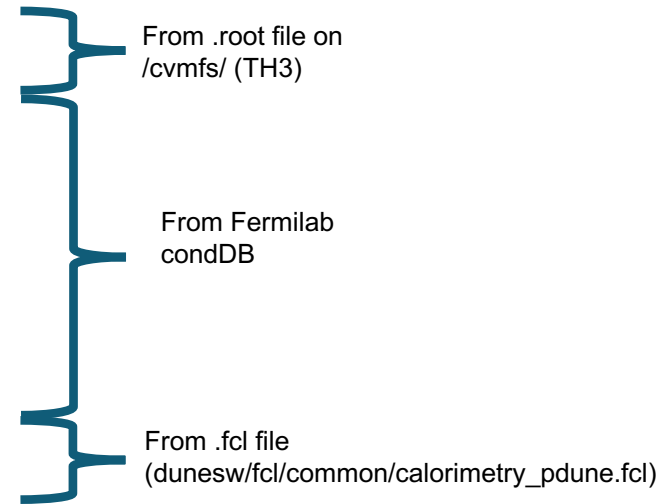 From .root file on
/cvmfs/ (TH3)
From Fermilab
condDB
From .fcl file
(dunesw/fcl/common/calorimetry_pdune.fcl)